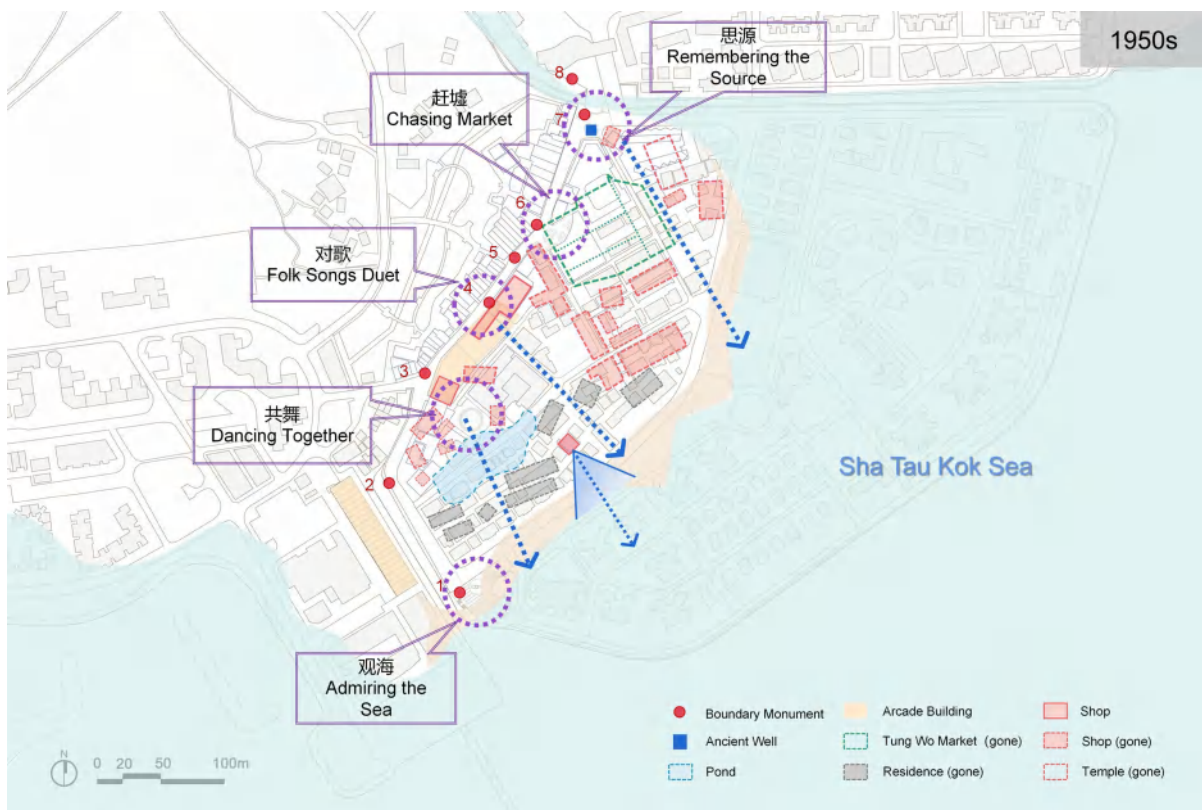 1950s
思源
Remembering the
Source
赶墟
Chasing Market
对歌
Folk Songs Duet
共舞
Dancing Together
观海
Admiring the
Sea
8
7
6
5
4
3
2
1
Sha Tau Kok Sea
N
0 20 50 100m
Boundary Monument
Ancient Well
Pond
Arcade Building
Tung Wo Market (gone)
Residence (gone)
Shop
Shop (gone)
Temple (gone)